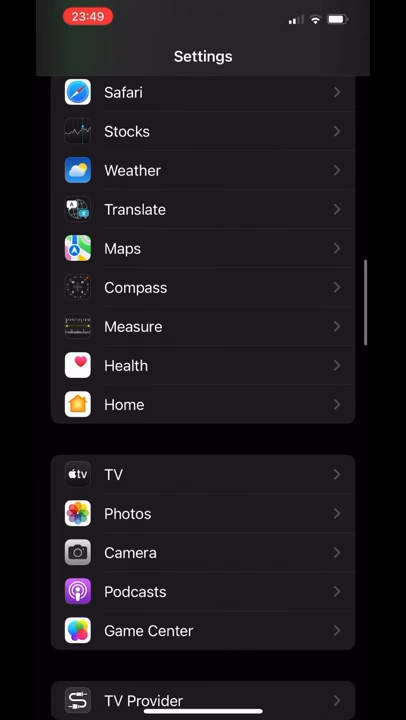 23:49
Settings
Safari
Stocks
Weather
Translate
Maps
Compass
Measure
Health
Home
tv
TV
Photos
Camera
Podcasts
Game Center
TV Provider